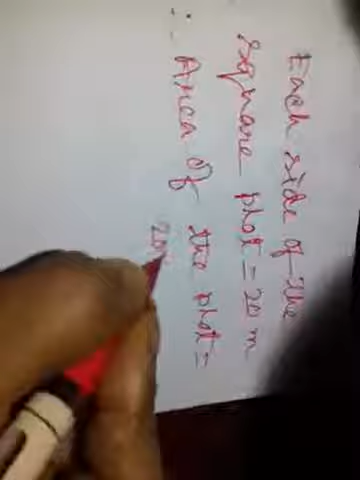 Each side of the
square plot = 20 m
∴ Area of the plot =
20